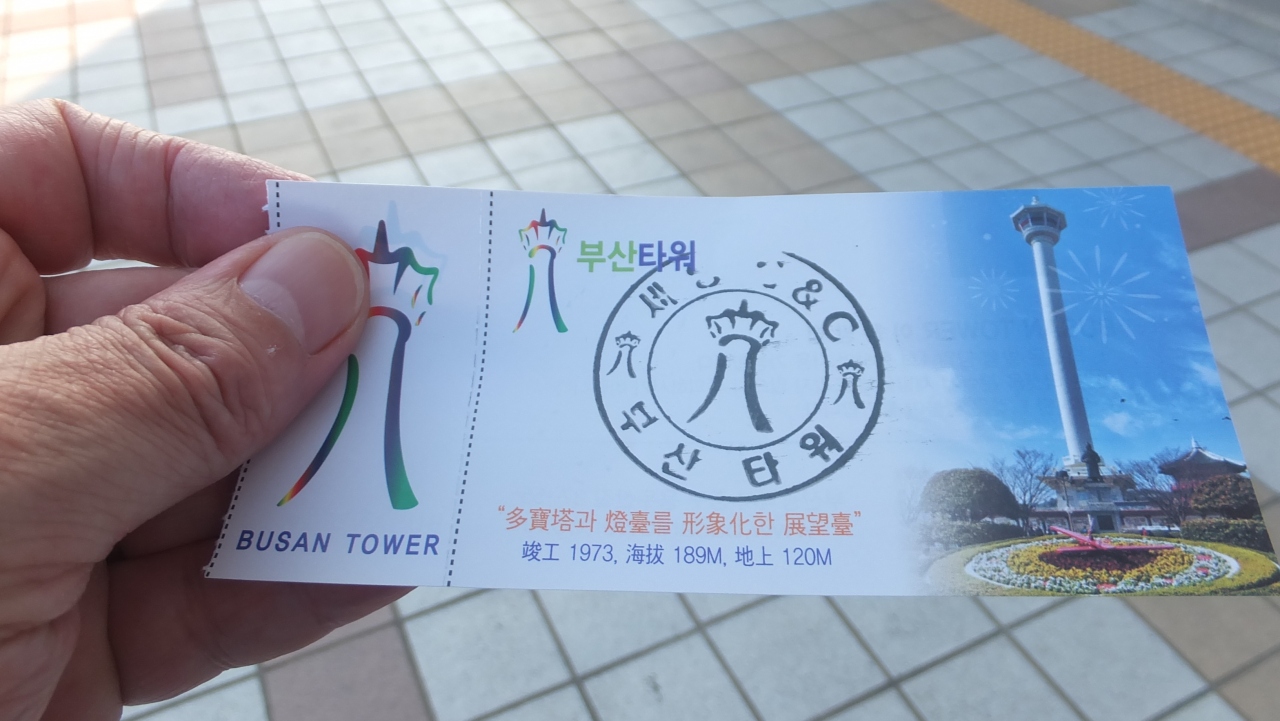 BUSAN TOWER
부산타워
& C
부산타워
“多寶塔과 燈臺를 形象化한 展望臺”
竣工 1973, 海拔 189M, 地上 120M